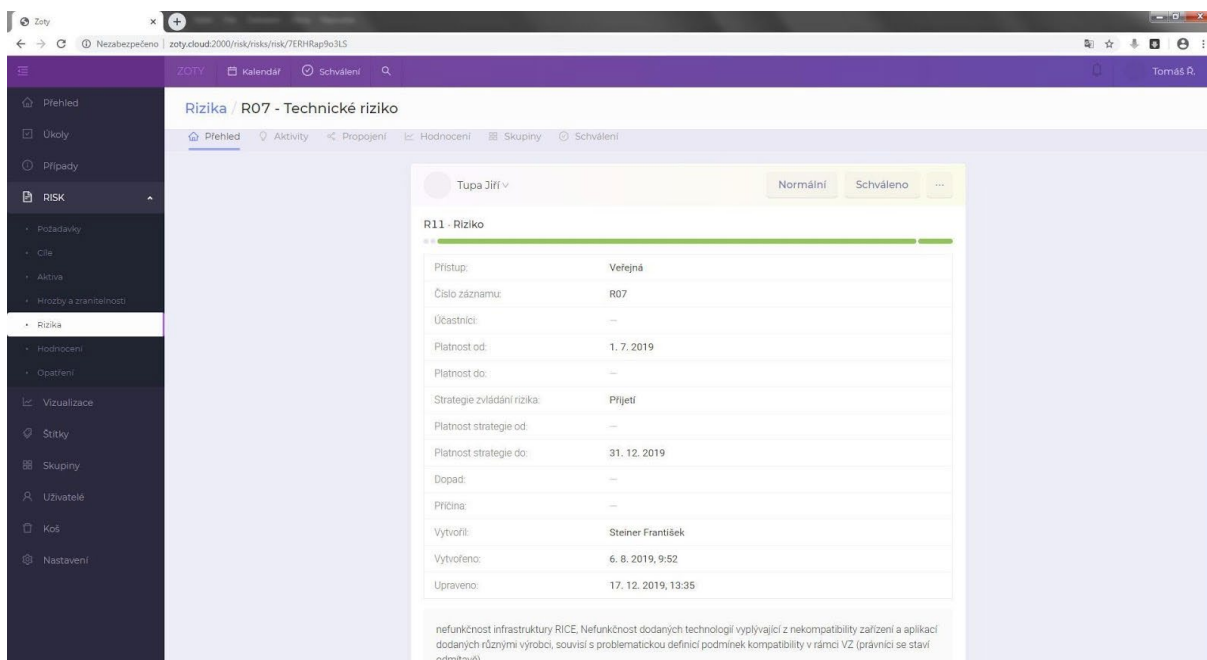 Zoty
Nezabezpečeno | zoty.cloud:2000/risk/risks/risk/7ERHRap9o3LS
ZOTY Kalendář Schválení Tomáš Ř.
Přehled
Úkoly
Případy
RISK
Požadavky
Cíle
Aktiva
Hrozby a zranitelnosti
Rizika
Hodnocení
Opatření
Vizualizace
Štítky
Skupiny
Uživatelé
Koš
Nastavení
Rizika / R07 - Technické riziko
Přehled Aktivity Propojení Hodnocení Skupiny Schválení
Tupa Jiří Normální Schváleno ...
R11 - Riziko
Přístup: Veřejná
Číslo záznamu: R07
Účastníci: —
Platnost od: 1. 7. 2019
Platnost do: —
Strategie zvládání rizika: Přijetí
Platnost strategie od: —
Platnost strategie do: 31. 12. 2019
Dopad: —
Příčina: —
Vytvořil: Steiner František
Vytvořeno: 6. 8. 2019, 9:52
Upraveno: 17. 12. 2019, 13:35
nefunkčnost infrastruktury RICE, Nefunkčnost dodaných technologií vyplývající z nekompatibility zařízení a aplikací
dodaných různými výrobci, souvisí s problematickou definicí podmínek kompatibility v rámci VZ (právníci se staví
odmítavě)